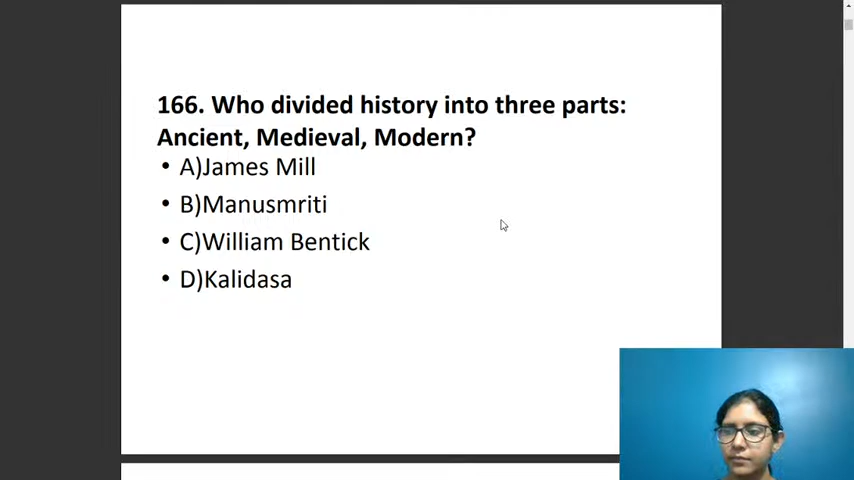 166. Who divided history into three parts:
Ancient, Medieval, Modern?
• A)James Mill
• B)Manusmriti
• C)William Bentick
• D)Kalidasa